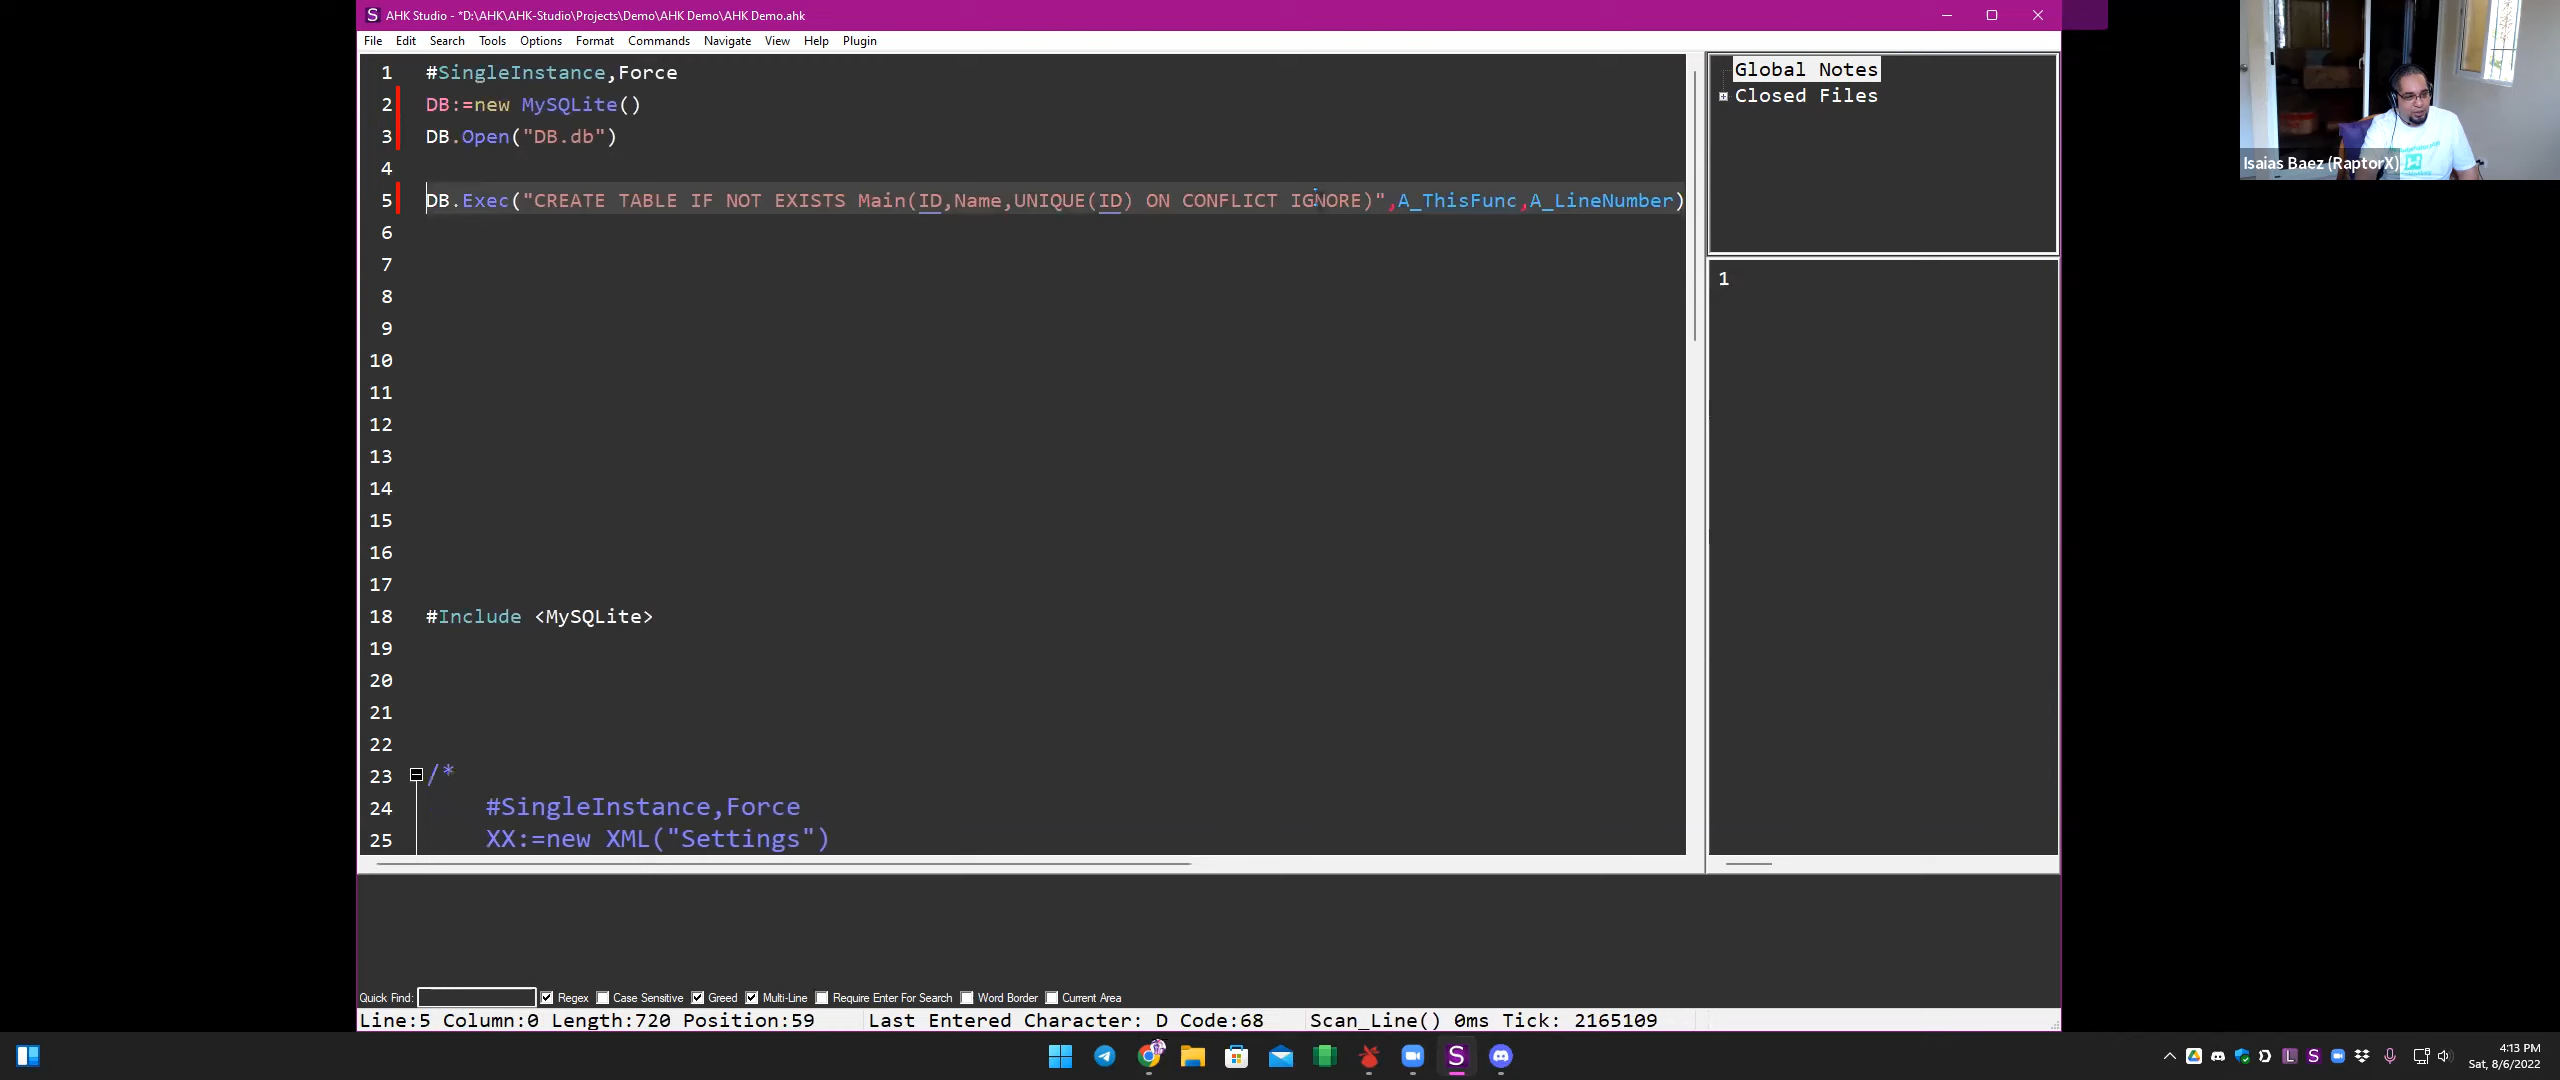 AHK Studio - *D:\AHK\AHK-Studio\Projects\Demo\AHK Demo\AHK Demo.ahk
File Edit Search Tools Options Format Commands Navigate View Help Plugin
1 #SingleInstance,Force
2 DB:=new MySQLite()
3 DB.Open("DB.db")
4
5 DB.Exec("CREATE TABLE IF NOT EXISTS Main(ID,Name,UNIQUE(ID) ON CONFLICT IGNORE)",A_ThisFunc,A_LineNumber)
6
7
8
9
10
11
12
13
14
15
16
17
18 #Include <MySQLite>
19
20
21
22
23 /*
24 #SingleInstance,Force
25 XX:=new XML("Settings")
Global Notes
Closed Files
1
Isaias Baez (RaptorX)
Quick Find: Regex Case Sensitive Greed Multi-Line Require Enter For Search Word Border Current Area
Line:5 Column:0 Length:720 Position:59 Last Entered Character: D Code:68 Scan_Line() 0ms Tick: 2165109
4:13 PM
Sat, 8/6/2022